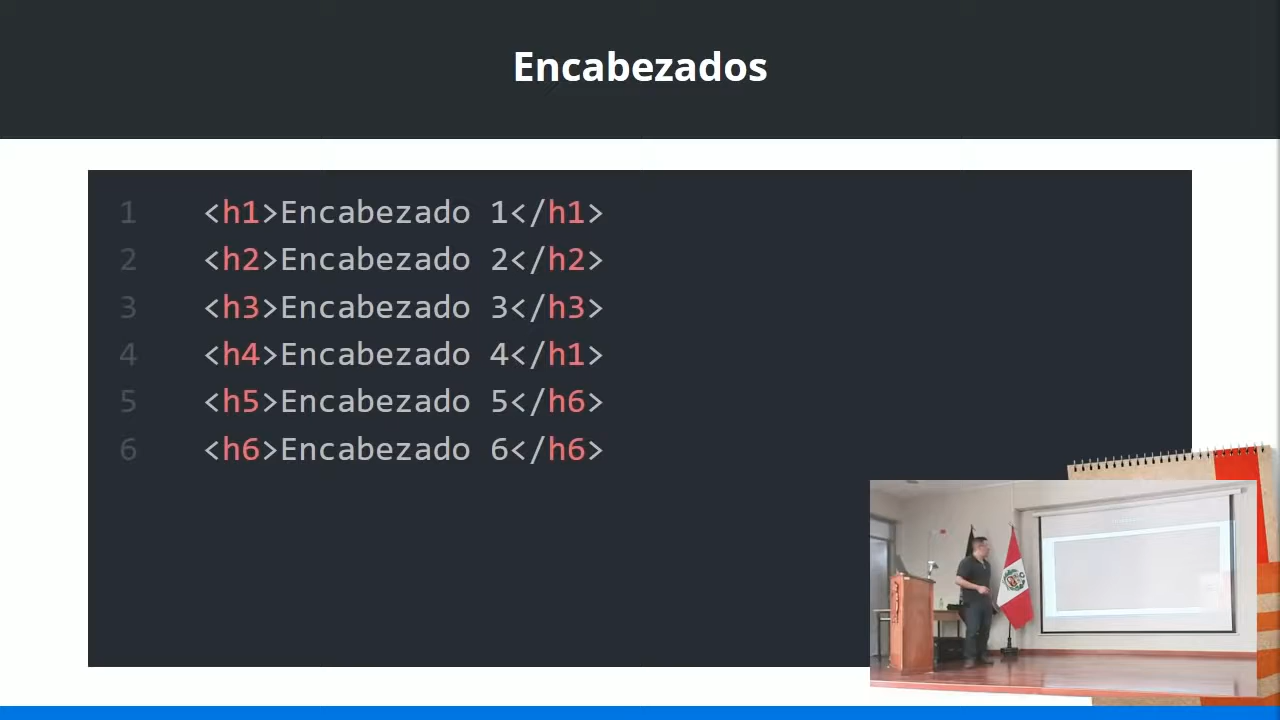 Encabezados
1 <h1>Encabezado 1</h1>
2 <h2>Encabezado 2</h2>
3 <h3>Encabezado 3</h3>
4 <h4>Encabezado 4</h1>
5 <h5>Encabezado 5</h6>
6 <h6>Encabezado 6</h6>